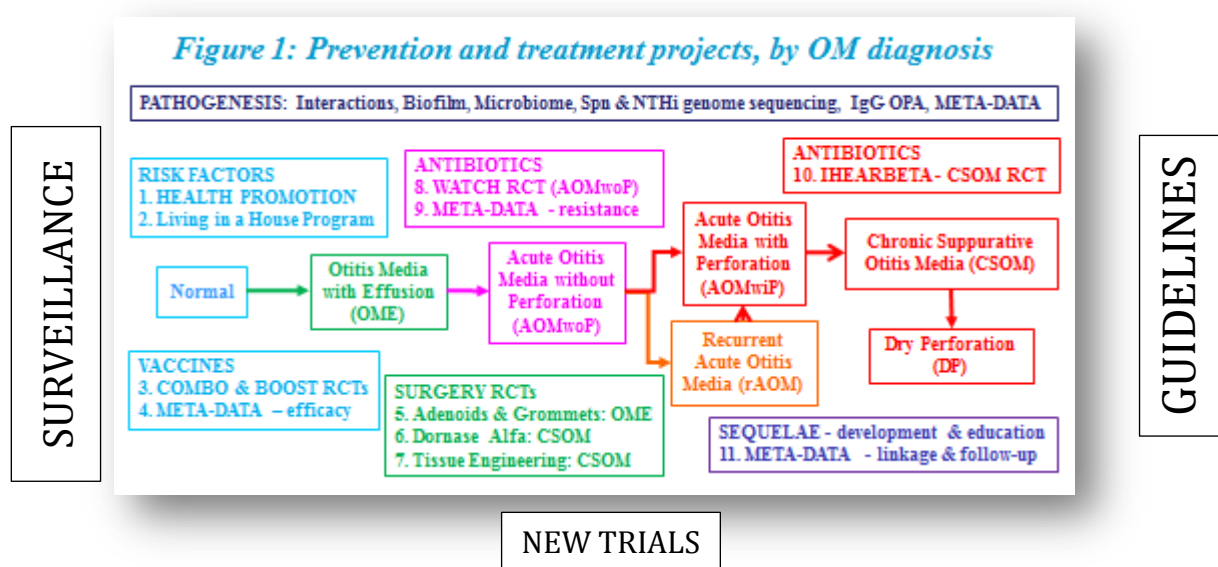 Figure 1: Prevention and treatment projects, by OM diagnosis
PATHOGENESIS: Interactions, Biofilm, Microbiome, Spn & NTHi genome sequencing, IgG OPA, META-DATA
SURVEILLANCE
RISK FACTORS
1. HEALTH PROMOTION
2. Living in a House Program
ANTIBIOTICS
8. WATCH RCT (AOMwoP)
9. META-DATA - resistance
ANTIBIOTICS
10. IHEARBETA - CSOM RCT
Normal
Otitis Media
with Effusion
(OME)
Acute Otitis
Media without
Perforation
(AOMwoP)
Acute Otitis
Media with
Perforation
(AOMwiP)
Chronic Suppurative
Otitis Media (CSOM)
Recurrent
Acute Otitis
Media (rAOM)
Dry Perforation
(DP)
VACCINES
3. COMBO & BOOST RCTs
4. META-DATA – efficacy
SURGERY RCTs
5. Adenoids & Grommets: OME
6. Dornase Alfa: CSOM
7. Tissue Engineering: CSOM
SEQUELAE - development & education
11. META-DATA - linkage & follow-up
GUIDELINES
NEW TRIALS